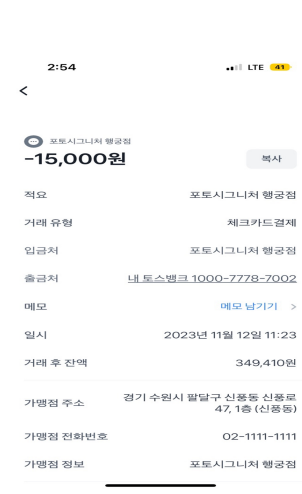 2:54
LTE 41
포토시그니처 행궁점
-15,000원
복사
적요 포토시그니처 행궁점
거래 유형 체크카드결제
입금처 포토시그니처 행궁점
출금처 내 토스뱅크 1000-7778-7002
메모 메모 남기기 >
일시 2023년 11월 12일 11:23
거래 후 잔액 349,410원
가맹점 주소 경기 수원시 팔달구 신풍동 신풍로
47, 1층 (신풍동)
가맹점 전화번호 02-1111-1111
가맹점 정보 포토시그니처 행궁점